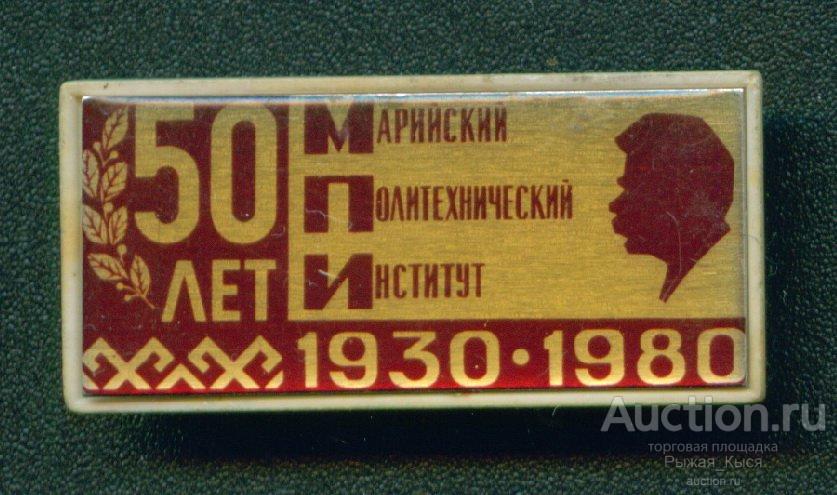 50
ЛЕТ
МАРИЙСКИЙ
ПОЛИТЕХНИЧЕСКИЙ
ИНСТИТУТ
1930·1980
Auction.ru
торговая площадка
Рыжая_Кыся.
auction.ru